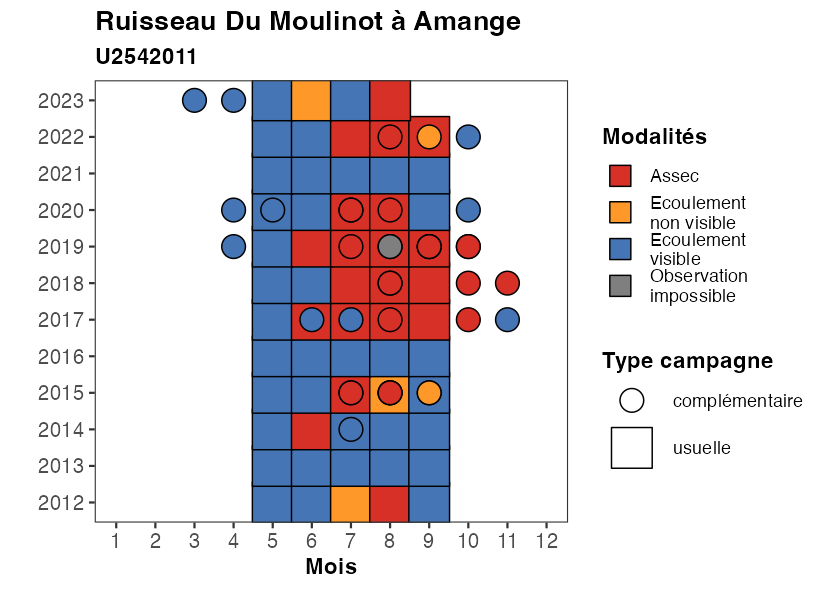 Ruisseau Du Moulinot à Amange
U2542011
2023
2022
2021
2020
2019
2018
2017
2016
2015
2014
2013
2012
1 2 3 4 5 6 7 8 9 10 11 12
Mois
Modalités
Assec
Ecoulement
non visible
Ecoulement
visible
Observation
impossible
Type campagne
complémentaire
usuelle